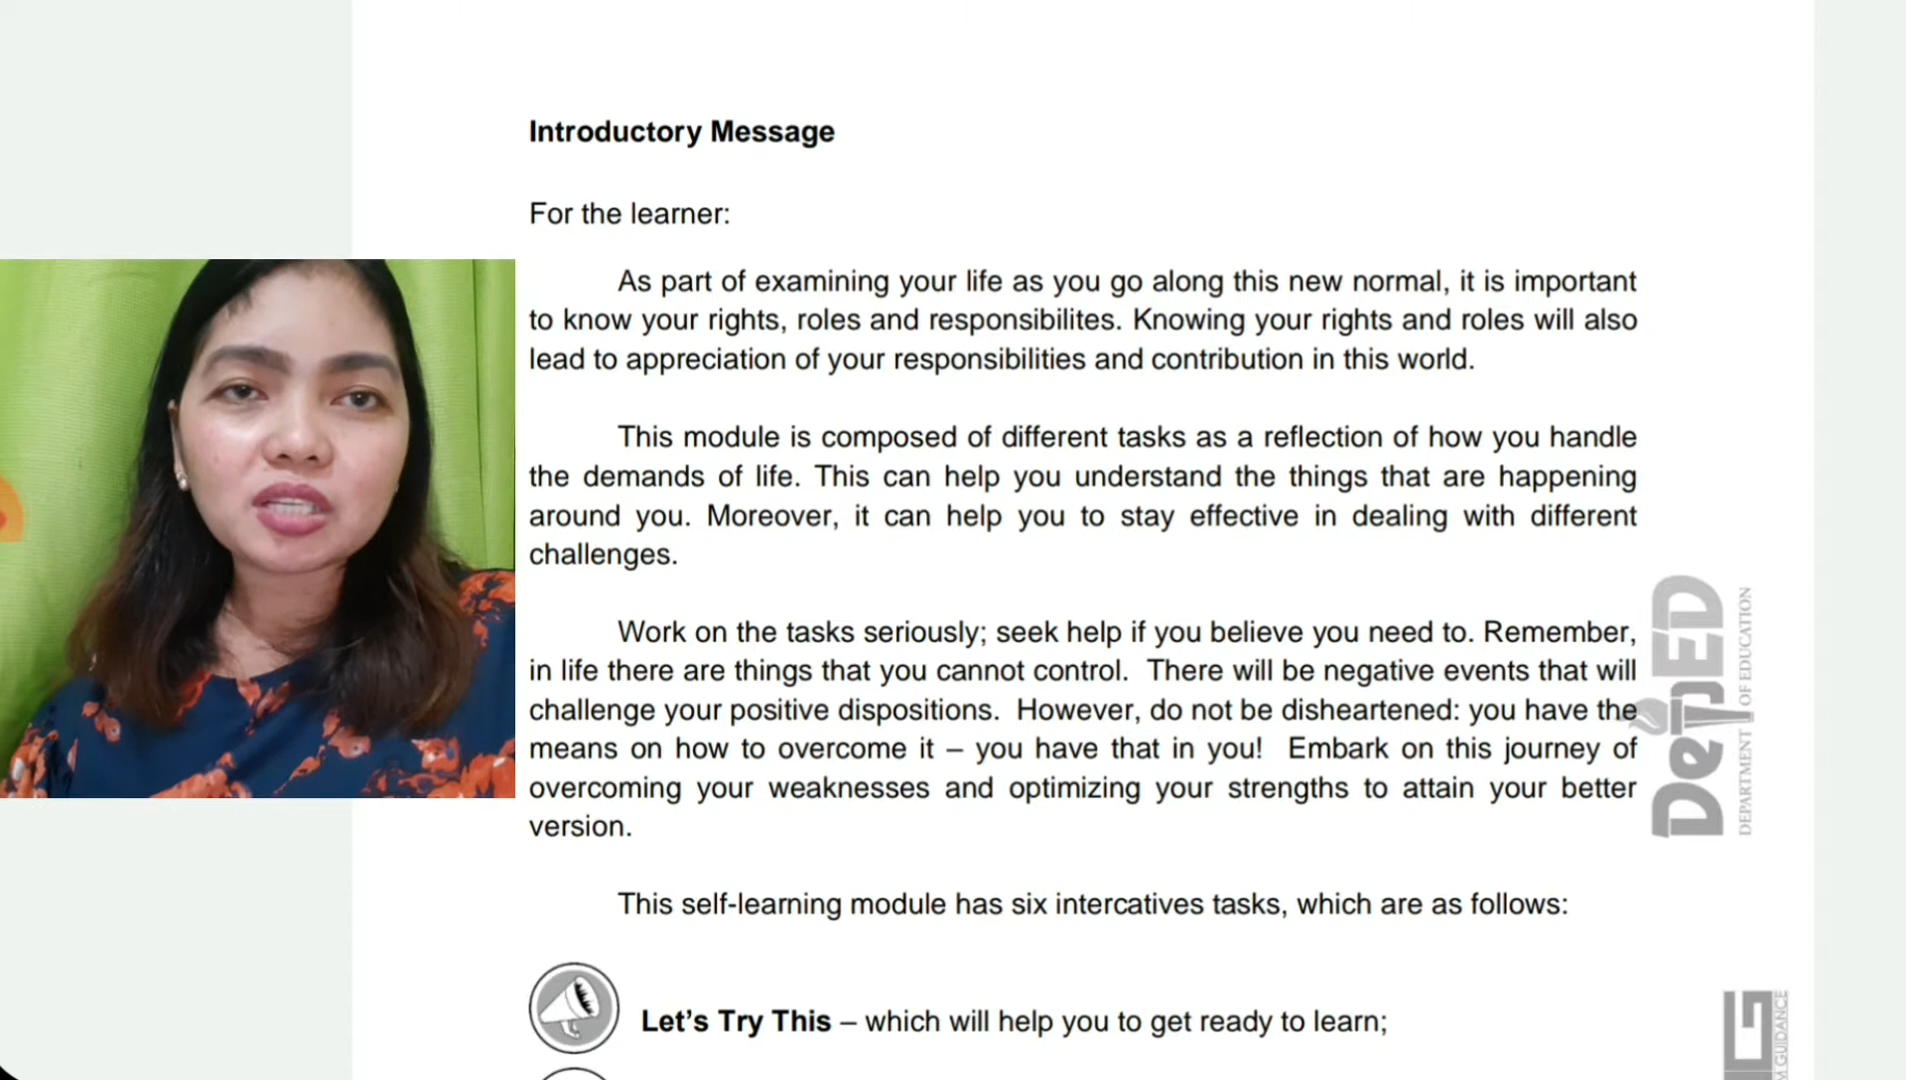 Introductory Message
For the learner:
As part of examining your life as you go along this new normal, it is important
to know your rights, roles and responsibilites. Knowing your rights and roles will also
lead to appreciation of your responsibilities and contribution in this world.
This module is composed of different tasks as a reflection of how you handle
the demands of life. This can help you understand the things that are happening
around you. Moreover, it can help you to stay effective in dealing with different
challenges.
Work on the tasks seriously; seek help if you believe you need to. Remember,
in life there are things that you cannot control. There will be negative events that will
challenge your positive dispositions. However, do not be disheartened: you have the
means on how to overcome it – you have that in you! Embark on this journey of
overcoming your weaknesses and optimizing your strengths to attain your better
version.
This self-learning module has six intercatives tasks, which are as follows:
Let's Try This – which will help you to get ready to learn;
DepED
DEPARTMENT OF EDUCATION
GUIDANCE